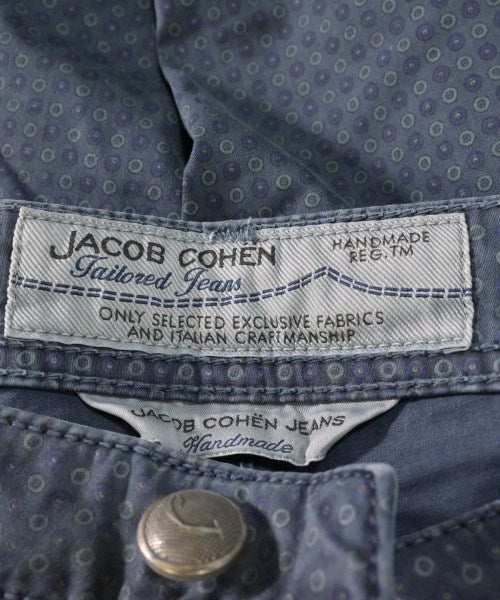 JACOB COHËN
Tailored Jeans
HANDMADE
REG.TM
ONLY SELECTED EXCLUSIVE FABRICS
AND ITALIAN CRAFTMANSHIP
JACOB COHËN JEANS
Handmade